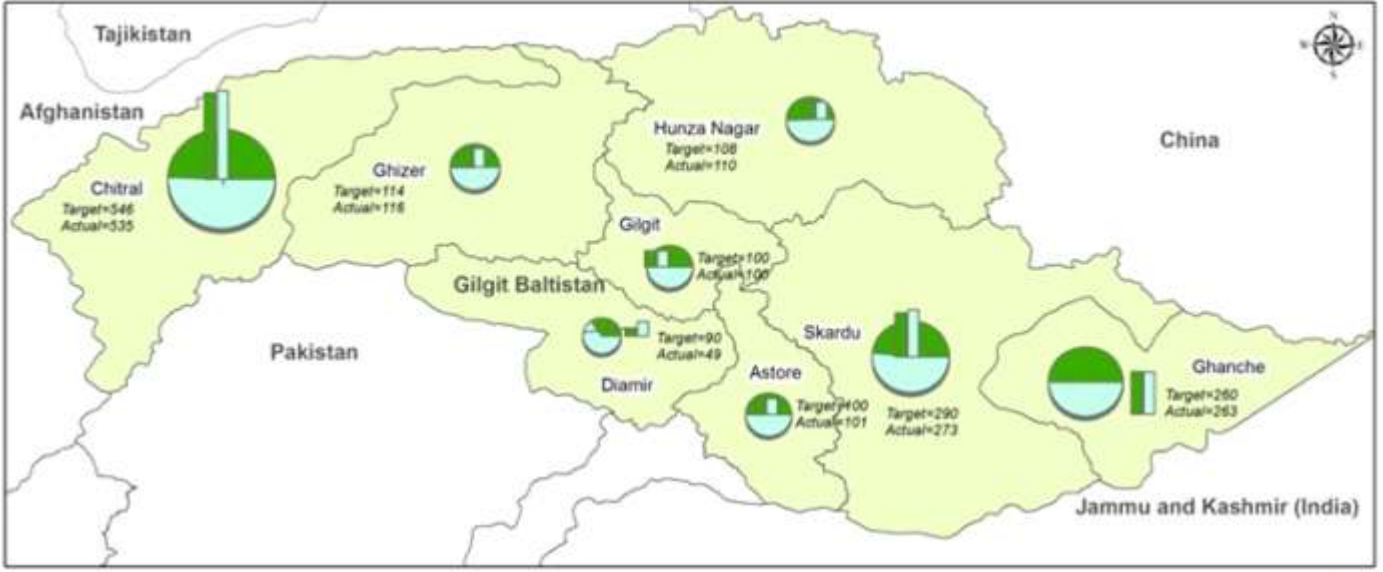 Tajikistan
N
W
E
S
Afghanistan
China
Hunza Nagar
Target=108
Actual=110
Ghizer
Target=114
Actual=116
Chitral
Target=546
Actual=535
Gilgit
Target=100
Actual=100
Gilgit Baltistan
Pakistan
Target=90
Actual=49
Diamir
Skardu
Target=290
Actual=273
Astore
Target=100
Actual=101
Ghanche
Target=260
Actual=263
Jammu and Kashmir (India)